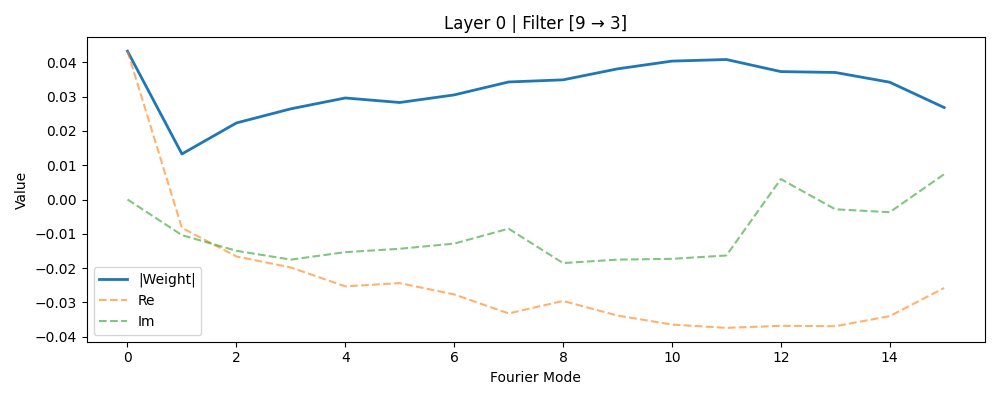 Layer 0 | Filter [9 → 3]
Value
0.04
0.03
0.02
0.01
0.00
−0.01
−0.02
−0.03
−0.04
|Weight|
Re
Im
0 2 4 6 8 10 12 14
Fourier Mode